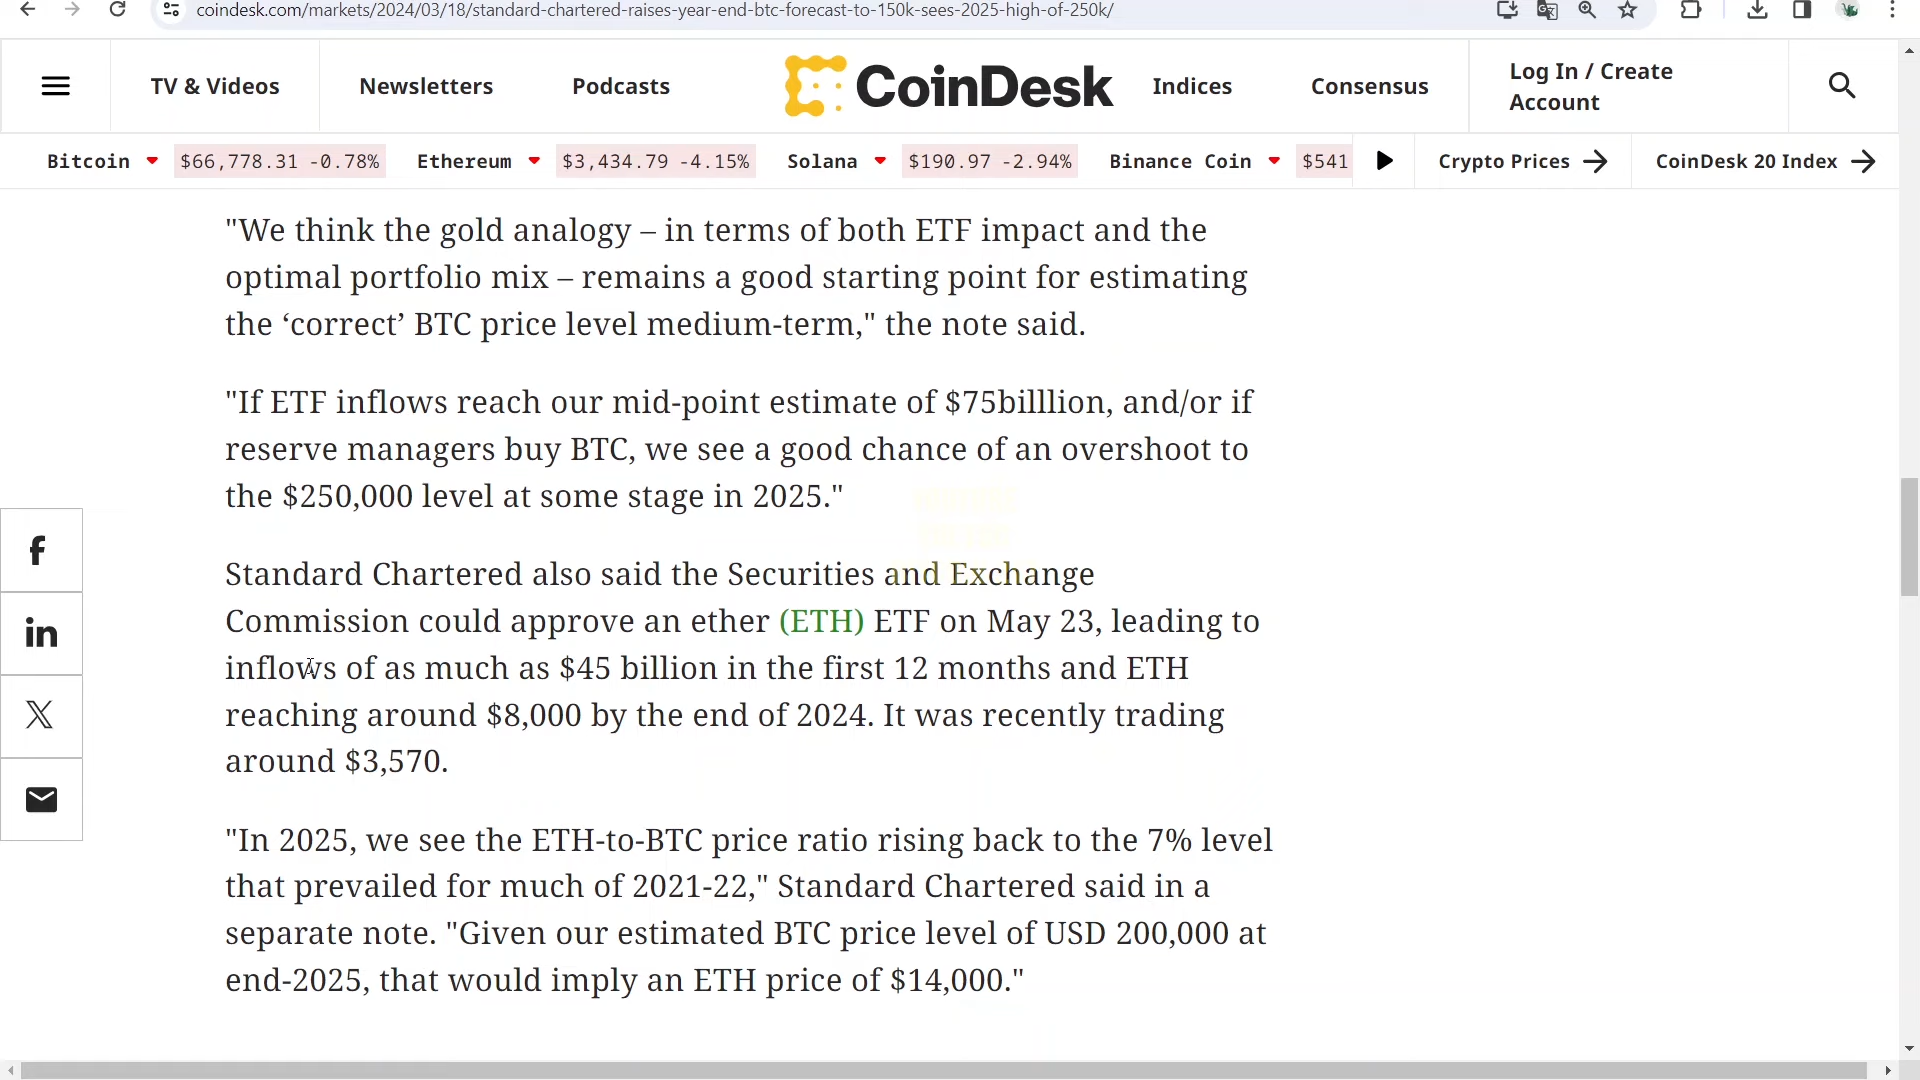 coindesk.com/markets/2024/03/18/standard-chartered-raises-year-end-btc-forecast-to-150k-sees-2025-high-of-250k/
TV & Videos
Newsletters
Podcasts
CoinDesk
Indices
Consensus
Log In / Create
Account
Bitcoin $66,778.31 -0.78% Ethereum $3,434.79 -4.15% Solana $190.97 -2.94% Binance Coin $541
Crypto Prices
CoinDesk 20 Index
"We think the gold analogy – in terms of both ETF impact and the
optimal portfolio mix – remains a good starting point for estimating
the ‘correct’ BTC price level medium-term," the note said.
"If ETF inflows reach our mid-point estimate of $75billlion, and/or if
reserve managers buy BTC, we see a good chance of an overshoot to
the $250,000 level at some stage in 2025."
Standard Chartered also said the Securities and Exchange
Commission could approve an ether (ETH) ETF on May 23, leading to
inflows of as much as $45 billion in the first 12 months and ETH
reaching around $8,000 by the end of 2024. It was recently trading
around $3,570.
"In 2025, we see the ETH-to-BTC price ratio rising back to the 7% level
that prevailed for much of 2021-22," Standard Chartered said in a
separate note. "Given our estimated BTC price level of USD 200,000 at
end-2025, that would imply an ETH price of $14,000."